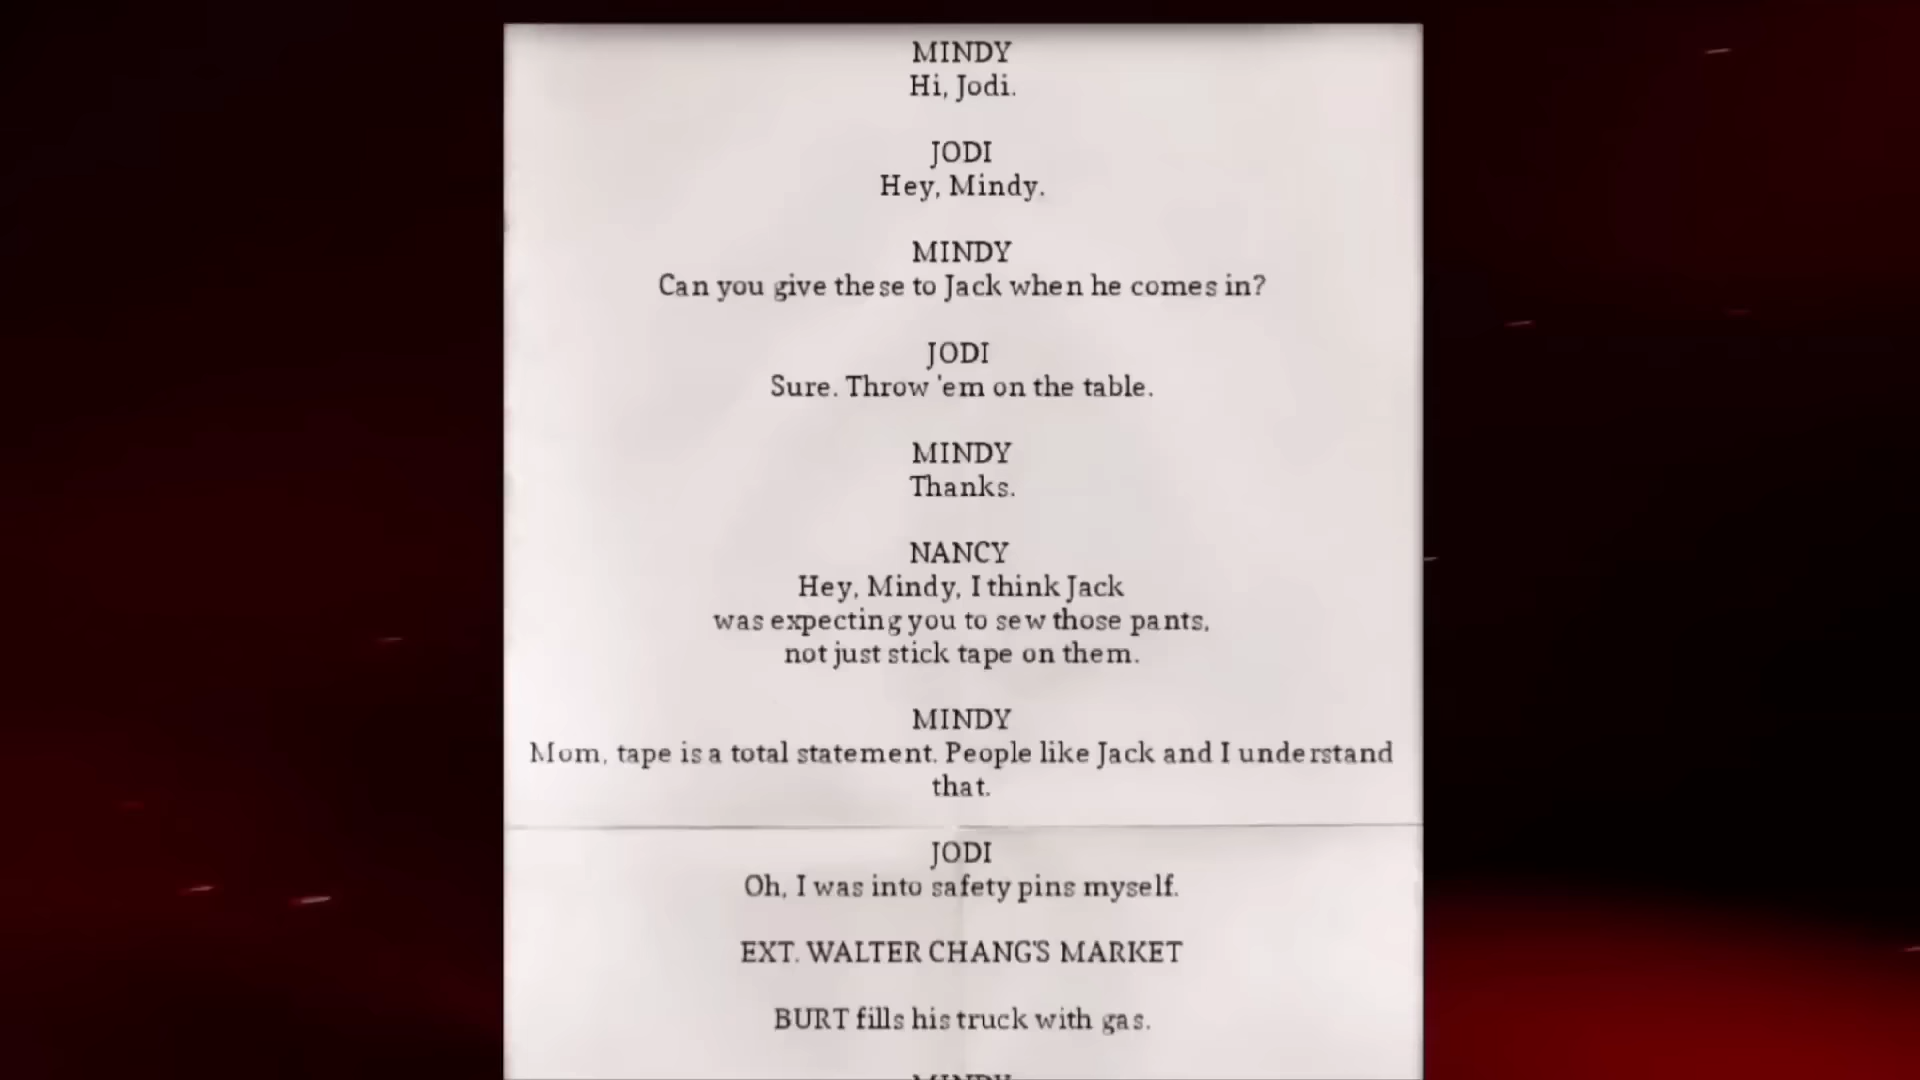 MINDY
Hi, Jodi.
JODI
Hey, Mindy.
MINDY
Can you give these to Jack when he comes in?
JODI
Sure. Throw 'em on the table.
MINDY
Thanks.
NANCY
Hey, Mindy, I think Jack
was expecting you to sew those pants,
not just stick tape on them.
MINDY
Mom, tape is a total statement. People like Jack and I understand
that.
JODI
Oh, I was into safety pins myself.
EXT. WALTER CHANG'S MARKET
BURT fills his truck with gas.